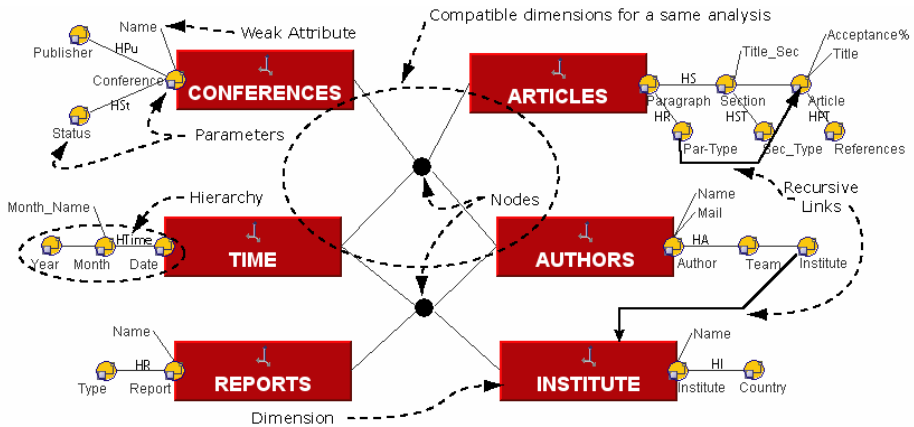 Compatible dimensions for a same analysis
Name
Weak Attribute
Publisher
HPu
Conference
HSt
Status
CONFERENCES
Parameters
ARTICLES
Acceptance%
Title_Sec
Title
HS
Paragraph
Section
Article
HR
HST
HPT
Par-Type
Sec_Type
References
Recursive
Links
Nodes
Hierarchy
Month_Name
HTime
Year
Month
Date
TIME
Name
Mail
AUTHORS
HA
Author
Team
Institute
Name
HR
Type
Report
REPORTS
Dimension
INSTITUTE
Name
HI
Institute
Country